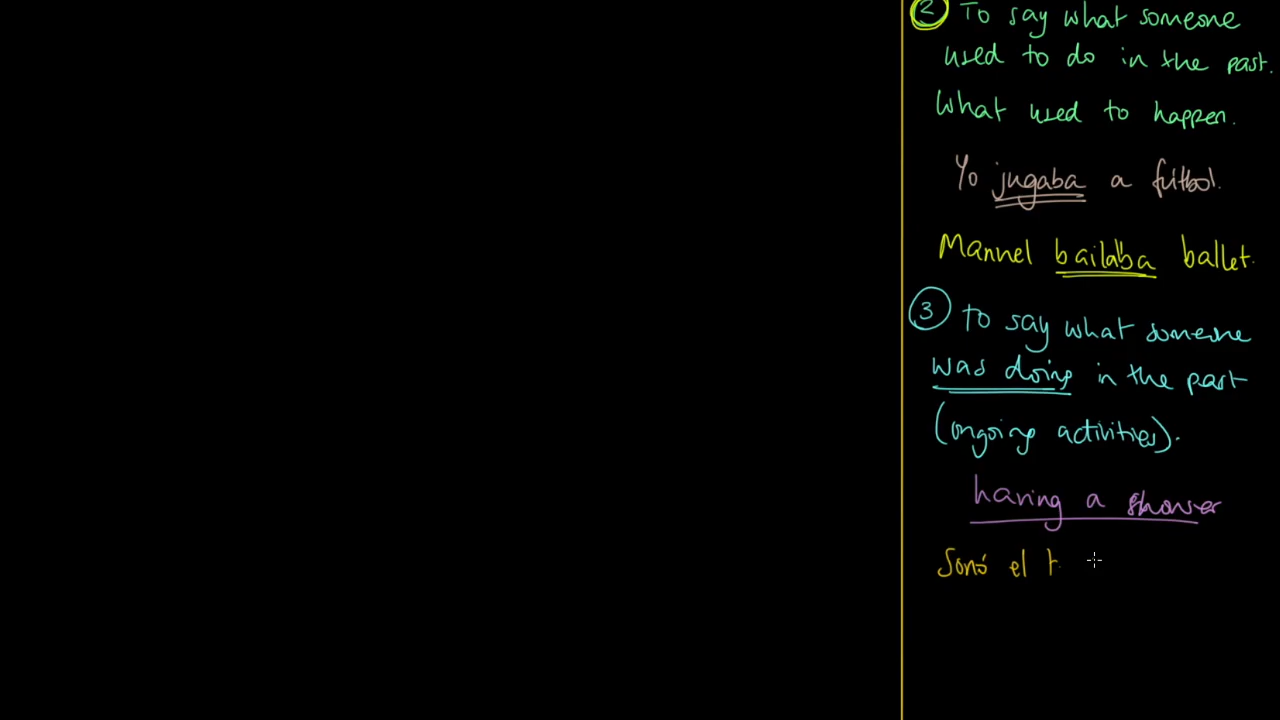 2 To say what someone
used to do in the past.
What used to happen.
Yo jugaba a fútbol.
Manuel bailaba ballet.
3 To say what someone
was doing in the past
(ongoing activities).
having a shower
Sonó el t